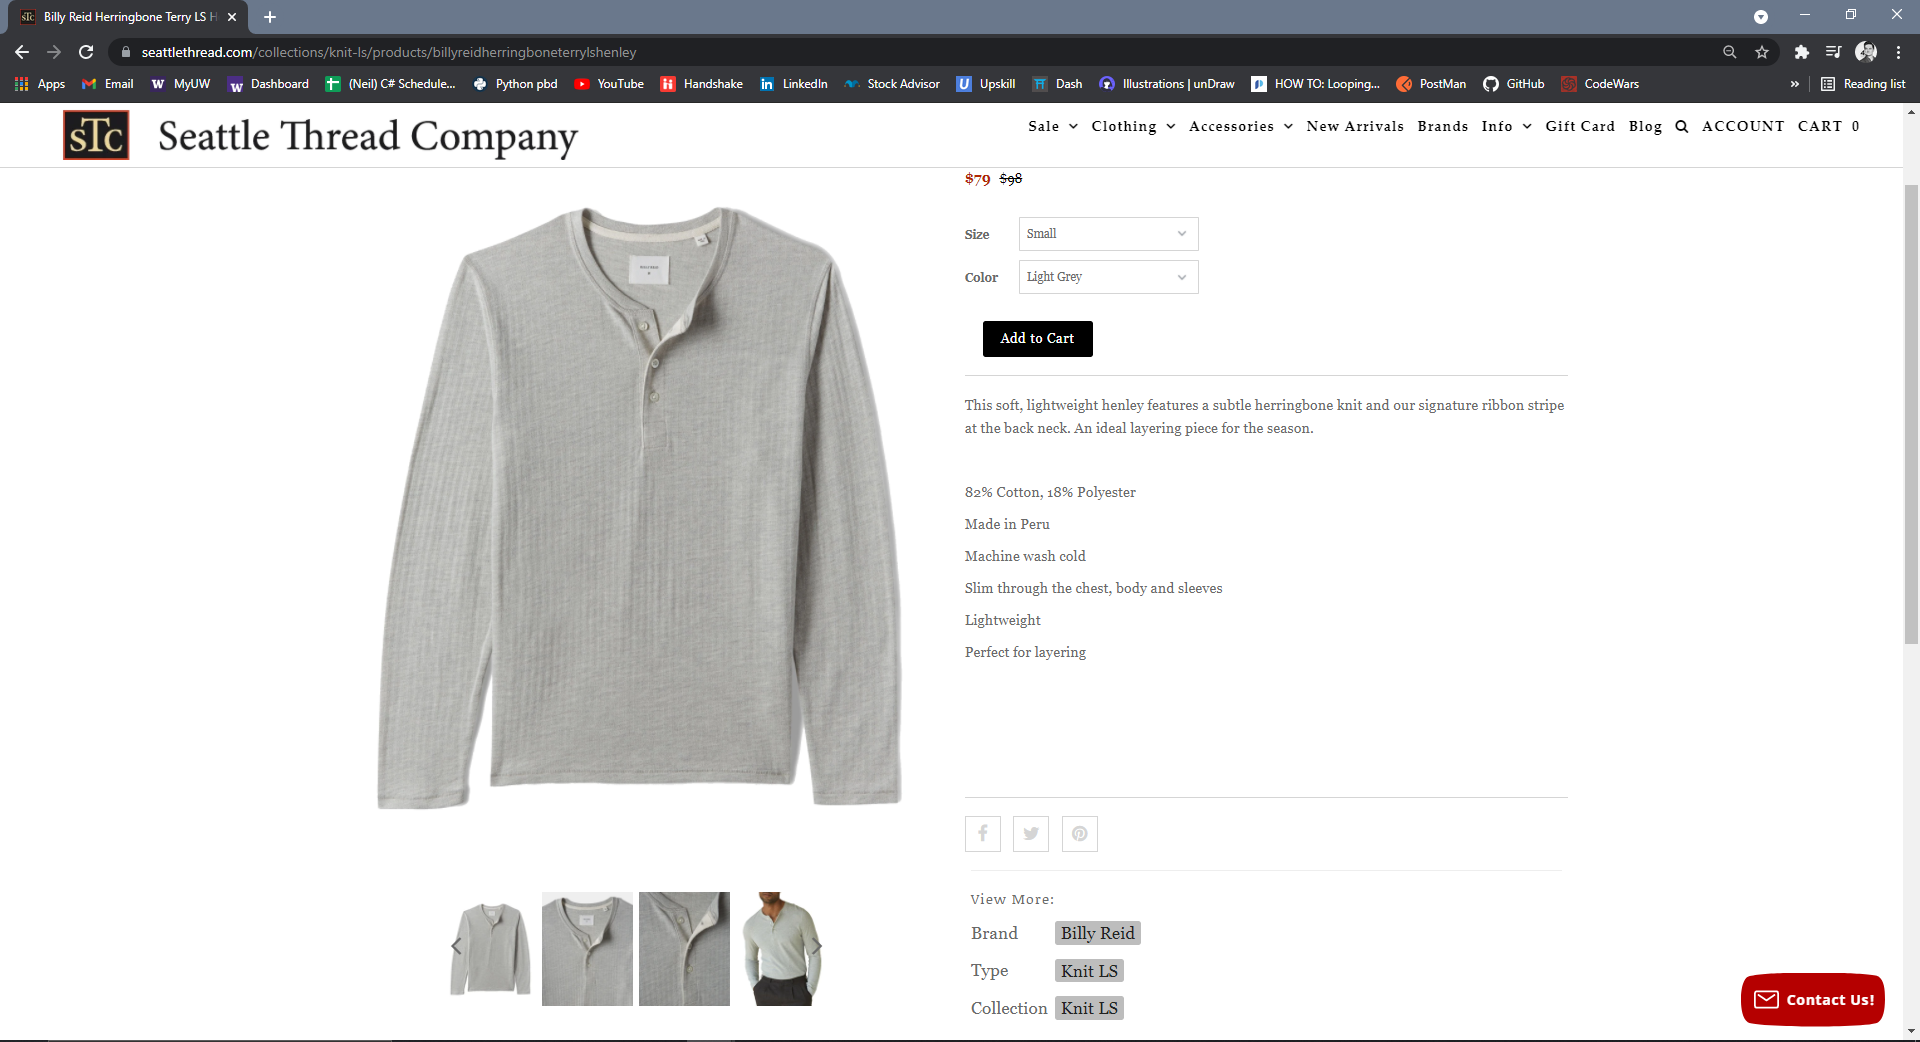 Billy Reid Herringbone Terry LS H
seattlethread.com/collections/knit-ls/products/billyreidherringboneterrylshenley
Apps Email MyUW Dashboard (Neil) C# Schedule... Python pbd YouTube Handshake LinkedIn Stock Advisor Upskill Dash Illustrations | unDraw HOW TO: Looping... PostMan GitHub CodeWars » Reading list
sTc Seattle Thread Company
Sale Clothing Accessories New Arrivals Brands Info Gift Card Blog ACCOUNT CART 0
$79 $98
Size Small
Color Light Grey
Add to Cart
This soft, lightweight henley features a subtle herringbone knit and our signature ribbon stripe
at the back neck. An ideal layering piece for the season.
82% Cotton, 18% Polyester
Made in Peru
Machine wash cold
Slim through the chest, body and sleeves
Lightweight
Perfect for layering
View More:
Brand Billy Reid
Type Knit LS
Collection Knit LS
Contact Us!